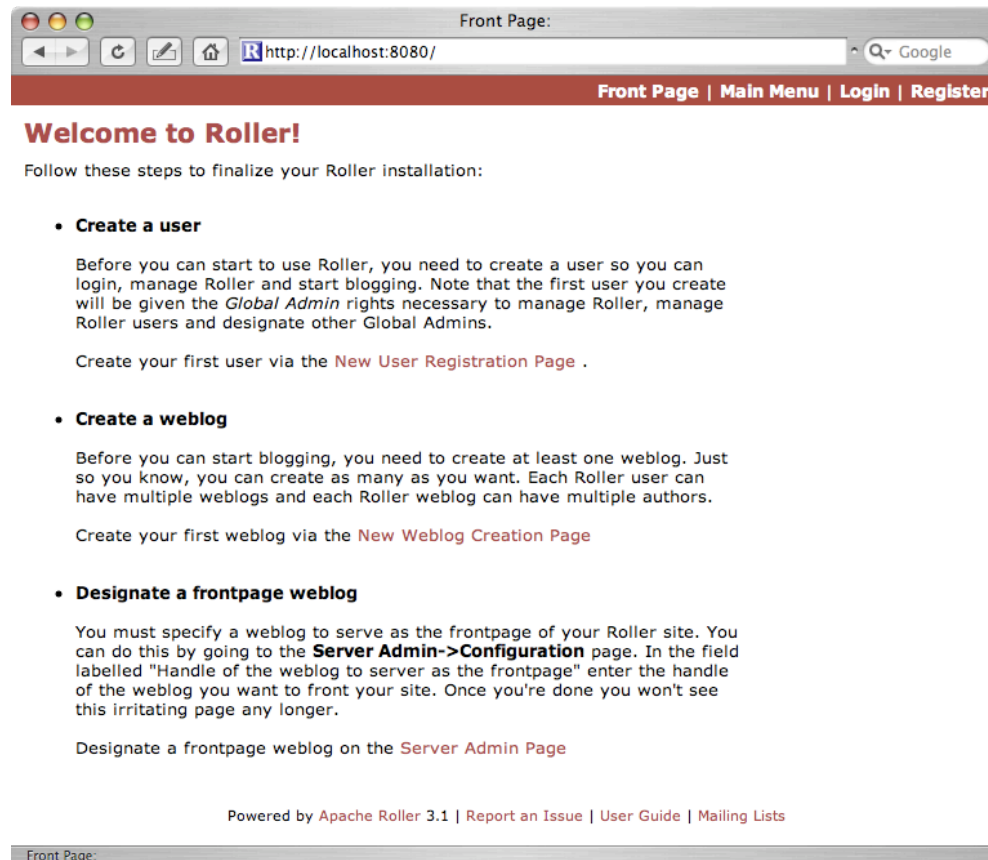 Front Page:
http://localhost:8080/
Google
Front Page | Main Menu | Login | Register
Welcome to Roller!
Follow these steps to finalize your Roller installation:
• Create a user
Before you can start to use Roller, you need to create a user so you can
login, manage Roller and start blogging. Note that the first user you create
will be given the Global Admin rights necessary to manage Roller, manage
Roller users and designate other Global Admins.
Create your first user via the New User Registration Page .
• Create a weblog
Before you can start blogging, you need to create at least one weblog. Just
so you know, you can create as many as you want. Each Roller user can
have multiple weblogs and each Roller weblog can have multiple authors.
Create your first weblog via the New Weblog Creation Page
• Designate a frontpage weblog
You must specify a weblog to serve as the frontpage of your Roller site. You
can do this by going to the Server Admin->Configuration page. In the field
labelled "Handle of the weblog to server as the frontpage" enter the handle
of the weblog you want to front your site. Once you're done you won't see
this irritating page any longer.
Designate a frontpage weblog on the Server Admin Page
Powered by Apache Roller 3.1 | Report an Issue | User Guide | Mailing Lists
Front Page: